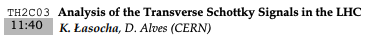 TH2C03 Analysis of the Transverse Schottky Signals in the LHC
11:40 K. Łasocha, D. Alves (CERN)